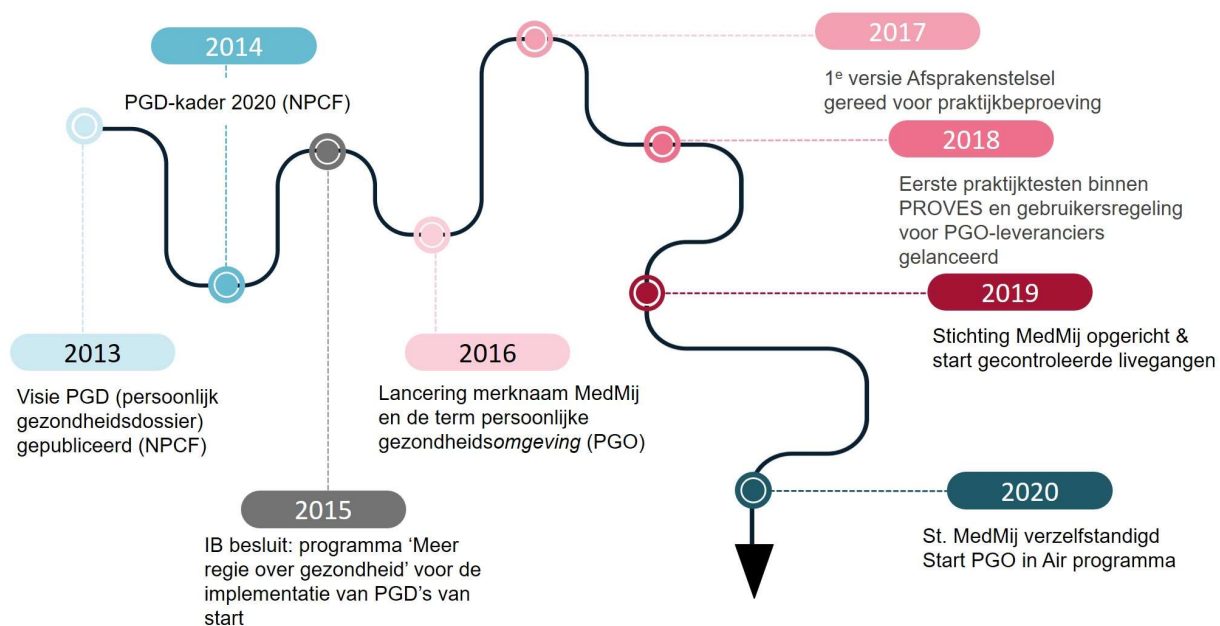 2013
Visie PGD (persoonlijk
gezondheidsdossier)
gepubliceerd (NPCF)
2014
PGD-kader 2020 (NPCF)
2015
IB besluit: programma ‘Meer
regie over gezondheid’ voor de
implementatie van PGD’s van
start
2016
Lancering merknaam MedMij
en de term persoonlijke
gezondheidsomgeving (PGO)
2017
1e versie Afsprakenstelsel
gereed voor praktijkbeproeving
2018
Eerste praktijktesten binnen
PROVES en gebruikersregeling
voor PGO-leveranciers
gelanceerd
2019
Stichting MedMij opgericht &
start gecontroleerde livegangen
2020
St. MedMij verzelfstandigd
Start PGO in Air programma